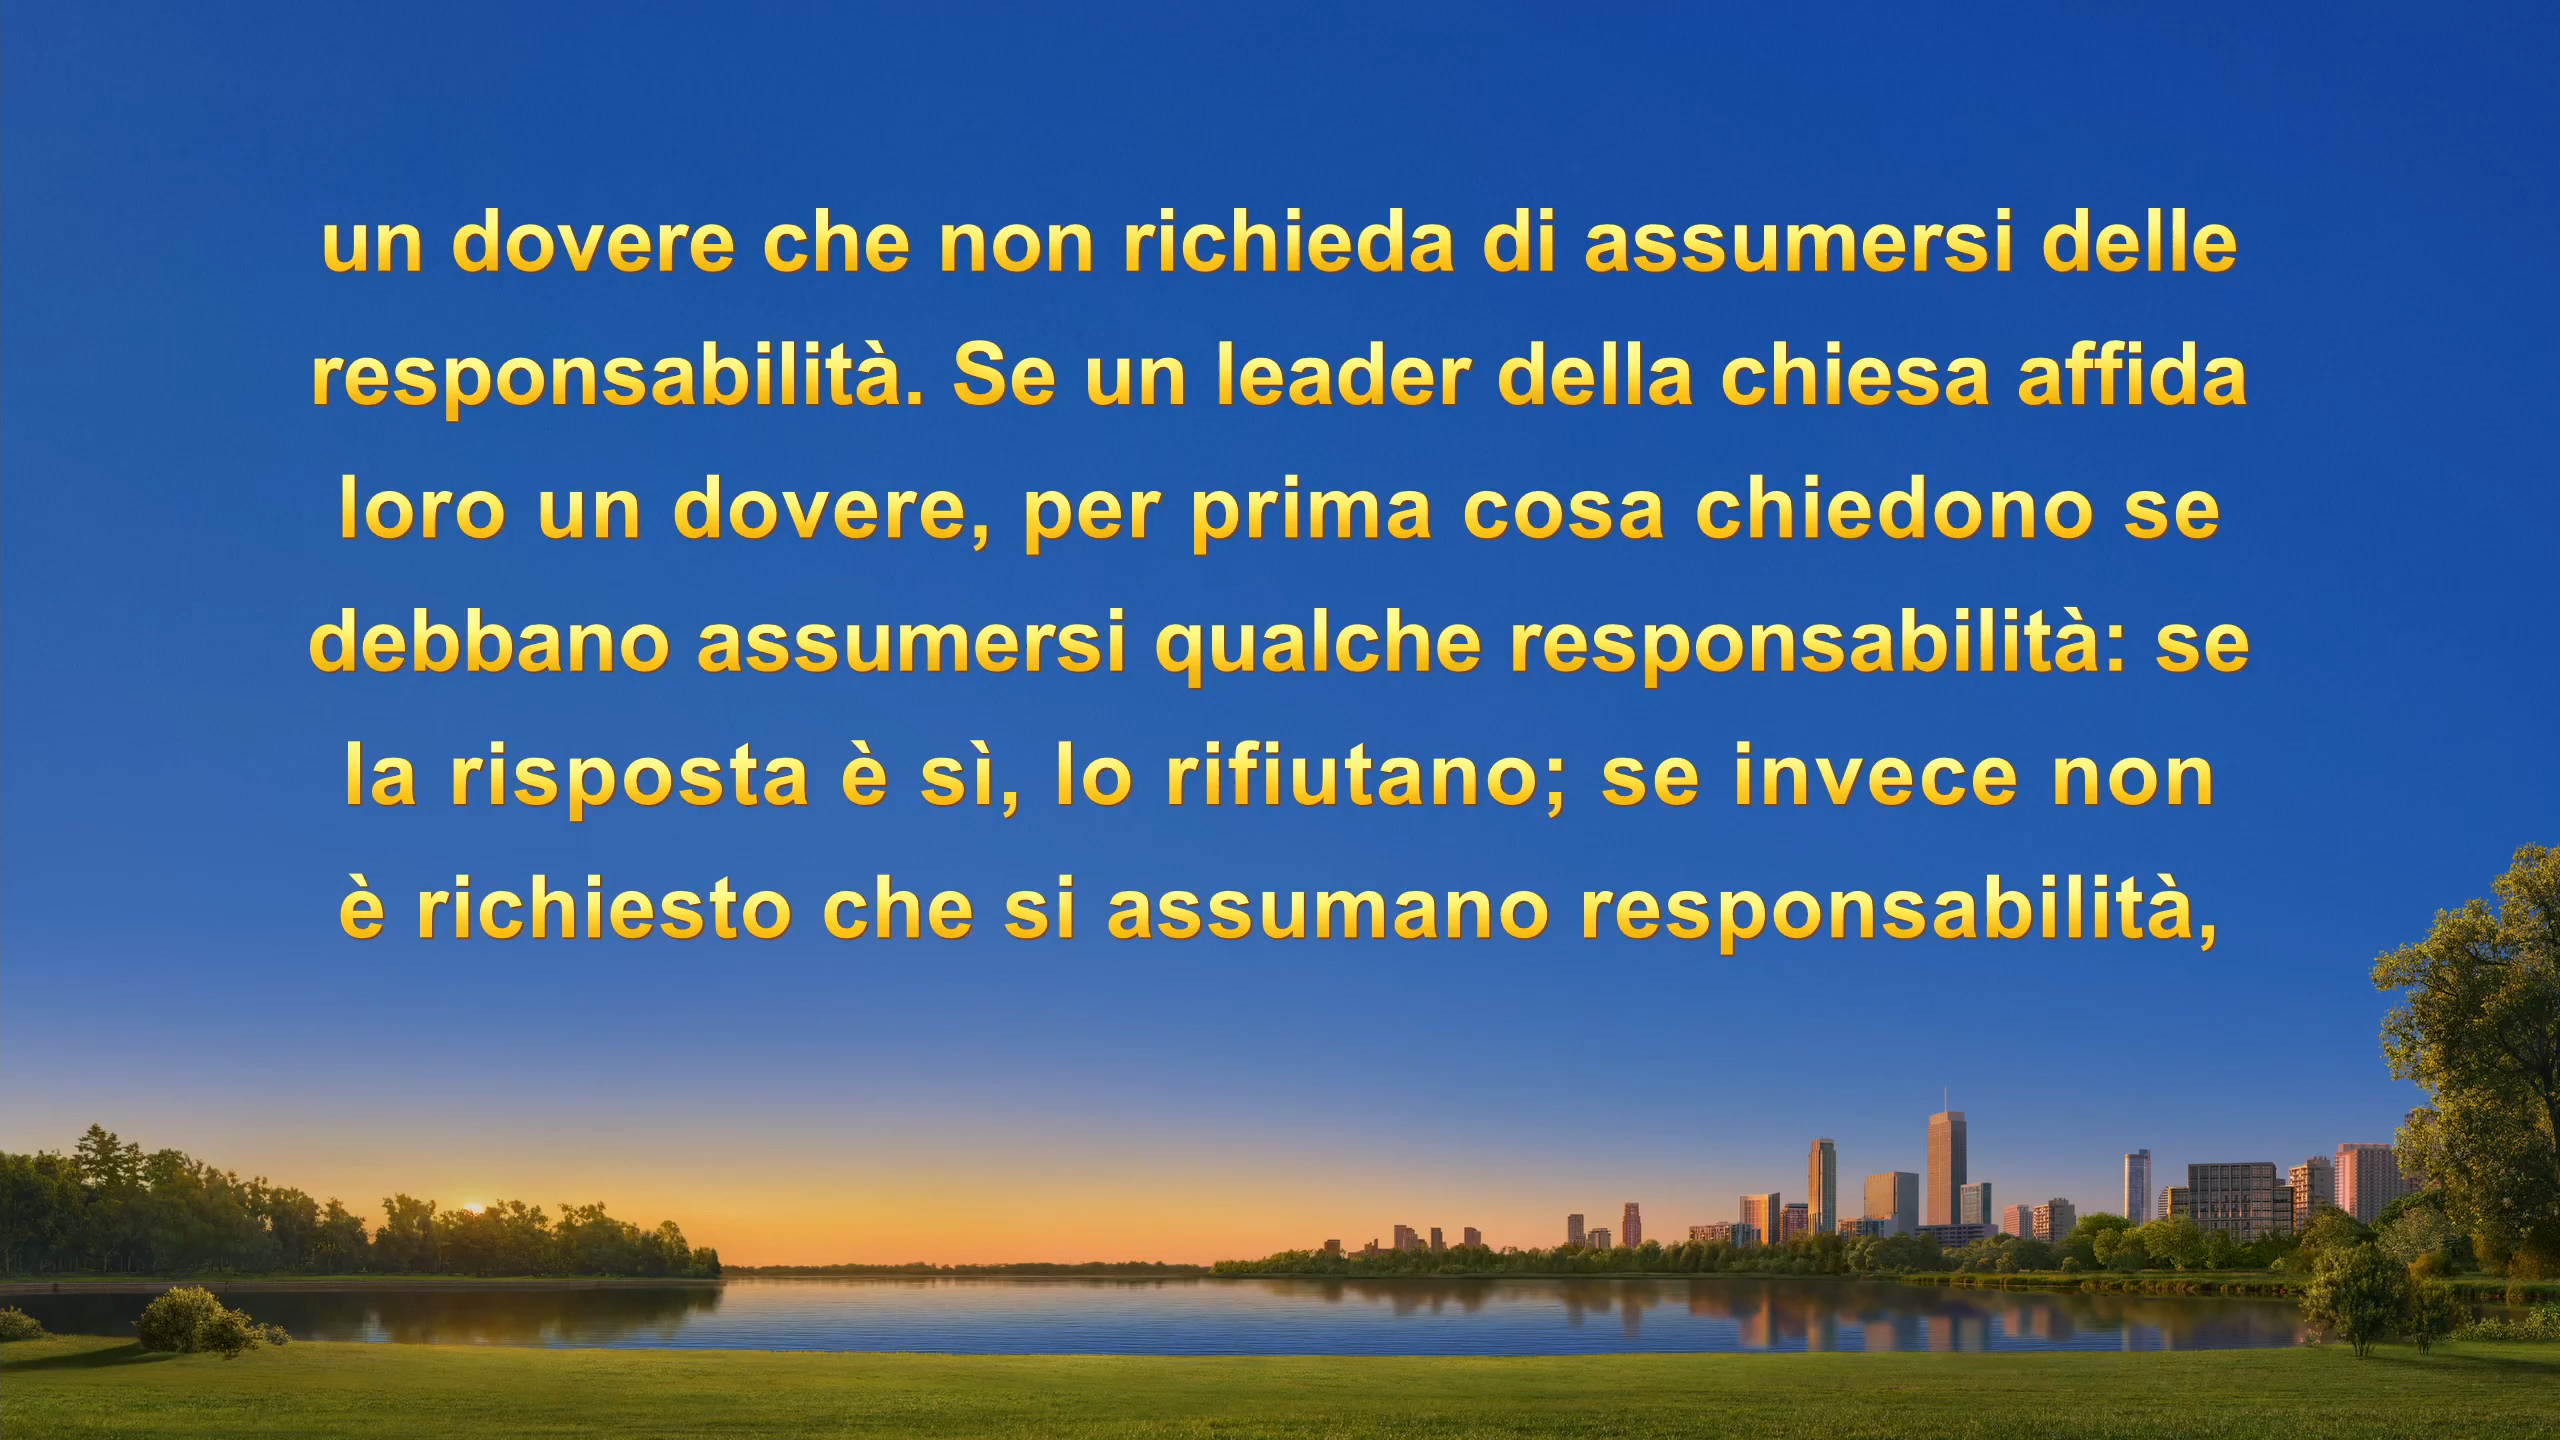 un dovere che non richieda di assumersi delle
responsabilità. Se un leader della chiesa affida
loro un dovere, per prima cosa chiedono se
debbano assumersi qualche responsabilità: se
la risposta è sì, lo rifiutano; se invece non
è richiesto che si assumano responsabilità,